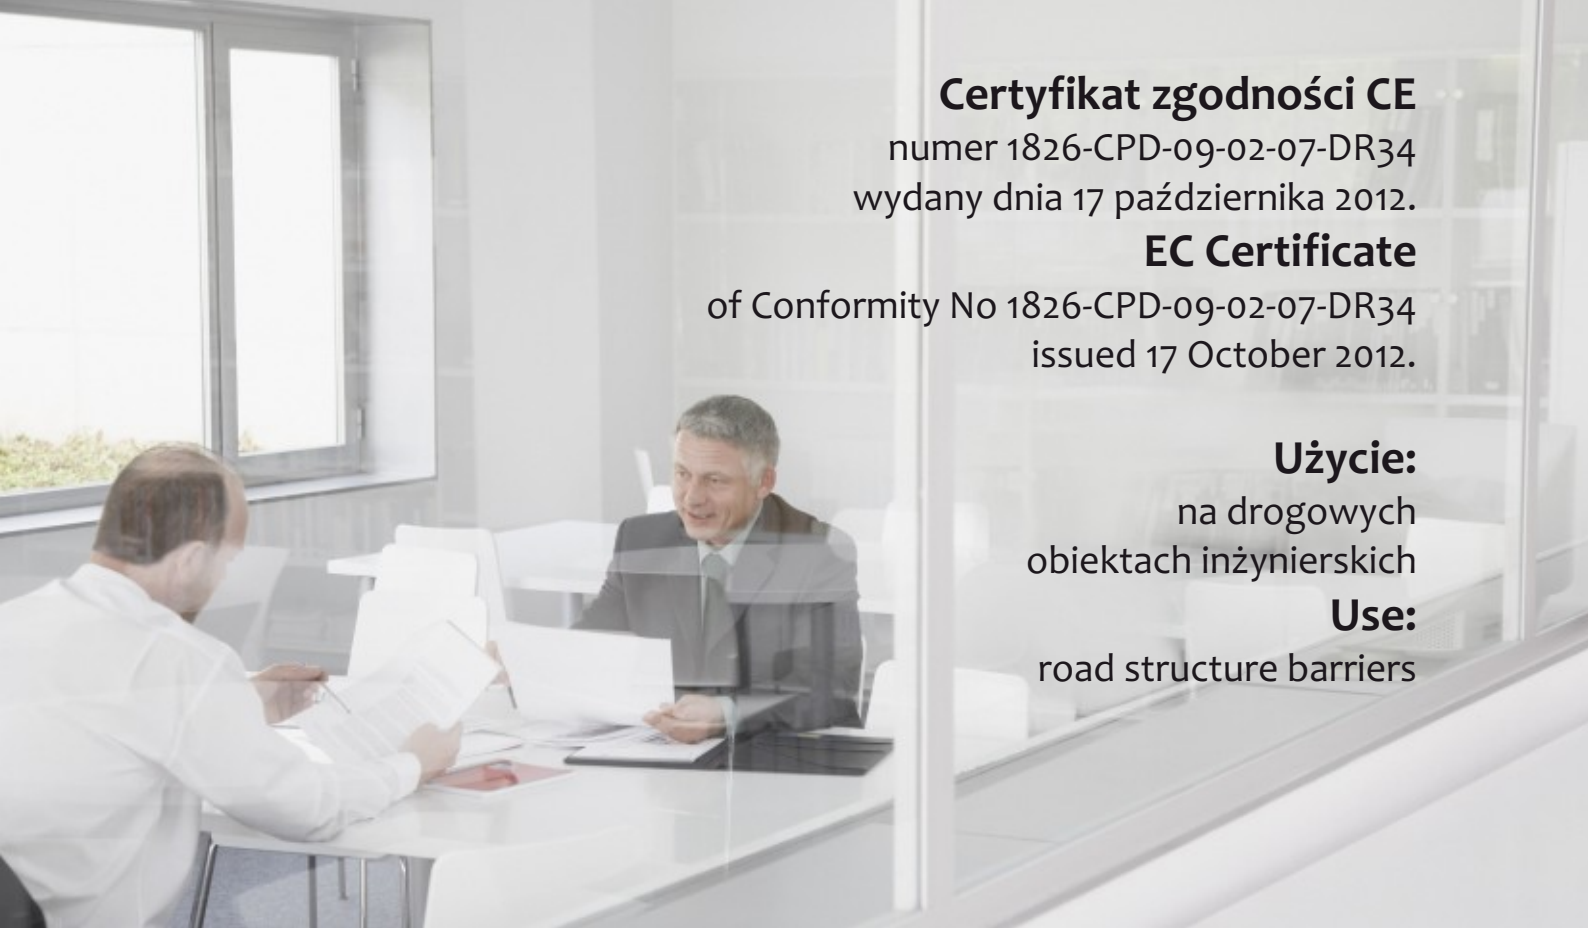 Certyfikat zgodności CE
numer 1826-CPD-09-02-07-DR34
wydany dnia 17 października 2012.
EC Certificate
of Conformity No 1826-CPD-09-02-07-DR34
issued 17 October 2012.
Użycie:
na drogowych
obiektach inżynierskich
Use:
road structure barriers